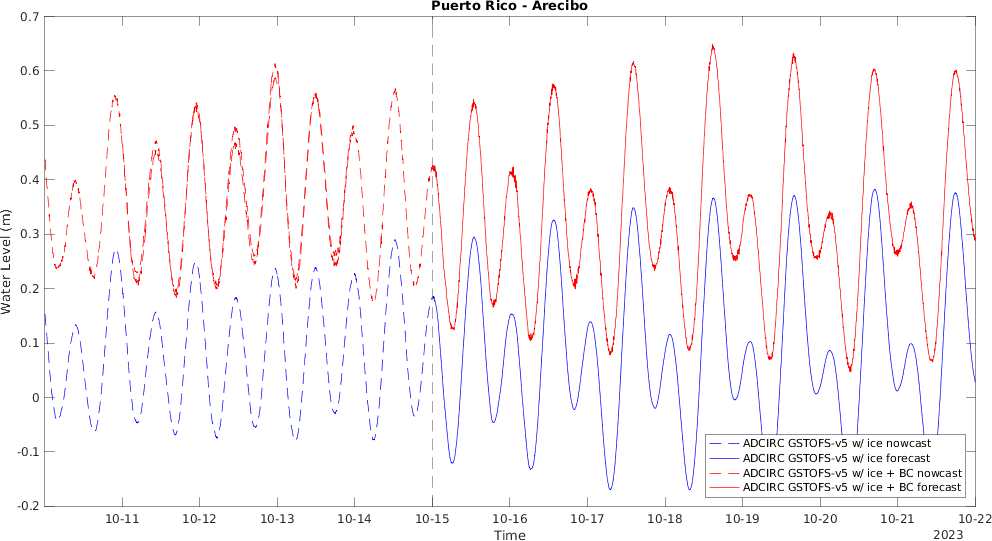 Puerto Rico - Arecibo
0.7
0.6
0.5
0.4
0.3
0.2
0.1
0
-0.1
-0.2
Water Level (m)
ADCIRC GSTOFS-v5 w/ ice nowcast
ADCIRC GSTOFS-v5 w/ ice forecast
ADCIRC GSTOFS-v5 w/ ice + BC nowcast
ADCIRC GSTOFS-v5 w/ ice + BC forecast
10-11 10-12 10-13 10-14 10-15 10-16 10-17 10-18 10-19 10-20 10-21 10-22
Time
2023